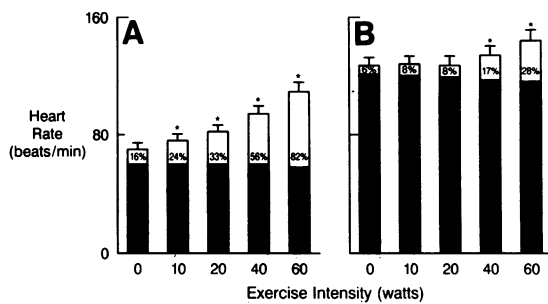 160
80
0
Heart
Rate
(beats/min)
A
16%
24%
33%
56%
82%
*
*
*
*
0 10 20 40 60
B
6%
8%
8%
17%
28%
*
*
0 10 20 40 60
Exercise Intensity (watts)